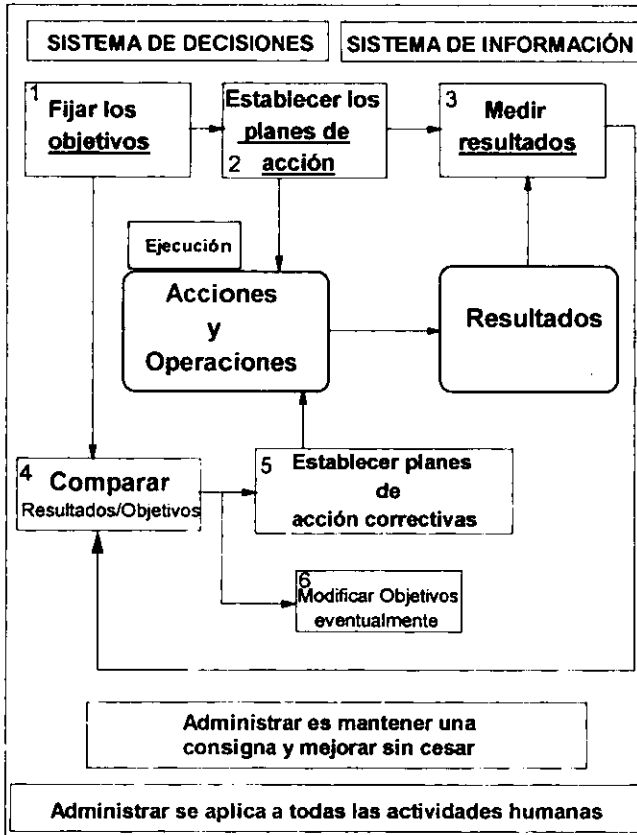 SISTEMA DE DECISIONES
SISTEMA DE INFORMACIÓN
1
Fijar los
objetivos
Establecer los
planes de
2 acción
3
Medir
resultados
Ejecución
Acciones
y
Operaciones
Resultados
4
Comparar
Resultados/Objetivos
5
Establecer planes
de
acción correctivas
6
Modificar Objetivos
eventualmente
Administrar es mantener una
consigna y mejorar sin cesar
Administrar se aplica a todas las actividades humanas